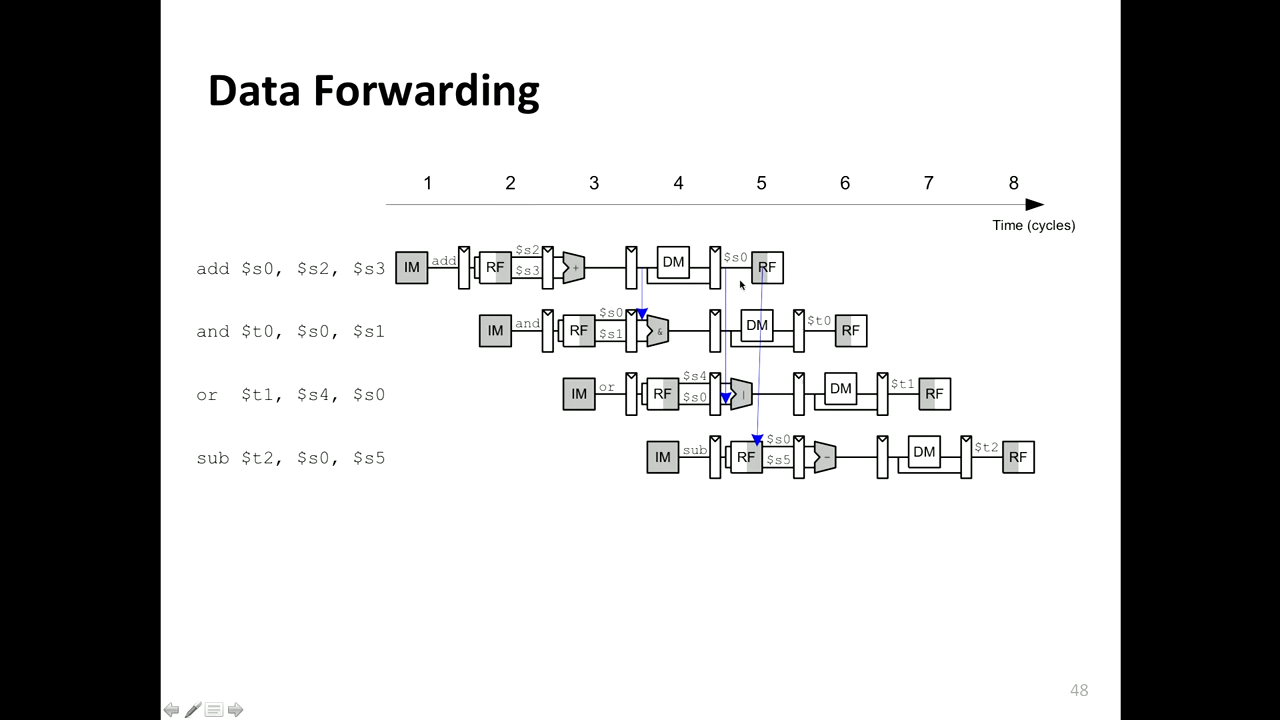 Data Forwarding
1 2 3 4 5 6 7 8
Time (cycles)
add $s0, $s2, $s3 IM add RF $s2 $s3 + DM $s0 RF
and $t0, $s0, $s1 IM and RF $s0 $s1 & DM $t0 RF
or $t1, $s4, $s0 IM or RF $s4 $s0 | DM $t1 RF
sub $t2, $s0, $s5 IM sub RF $s0 $s5 - DM $t2 RF
48